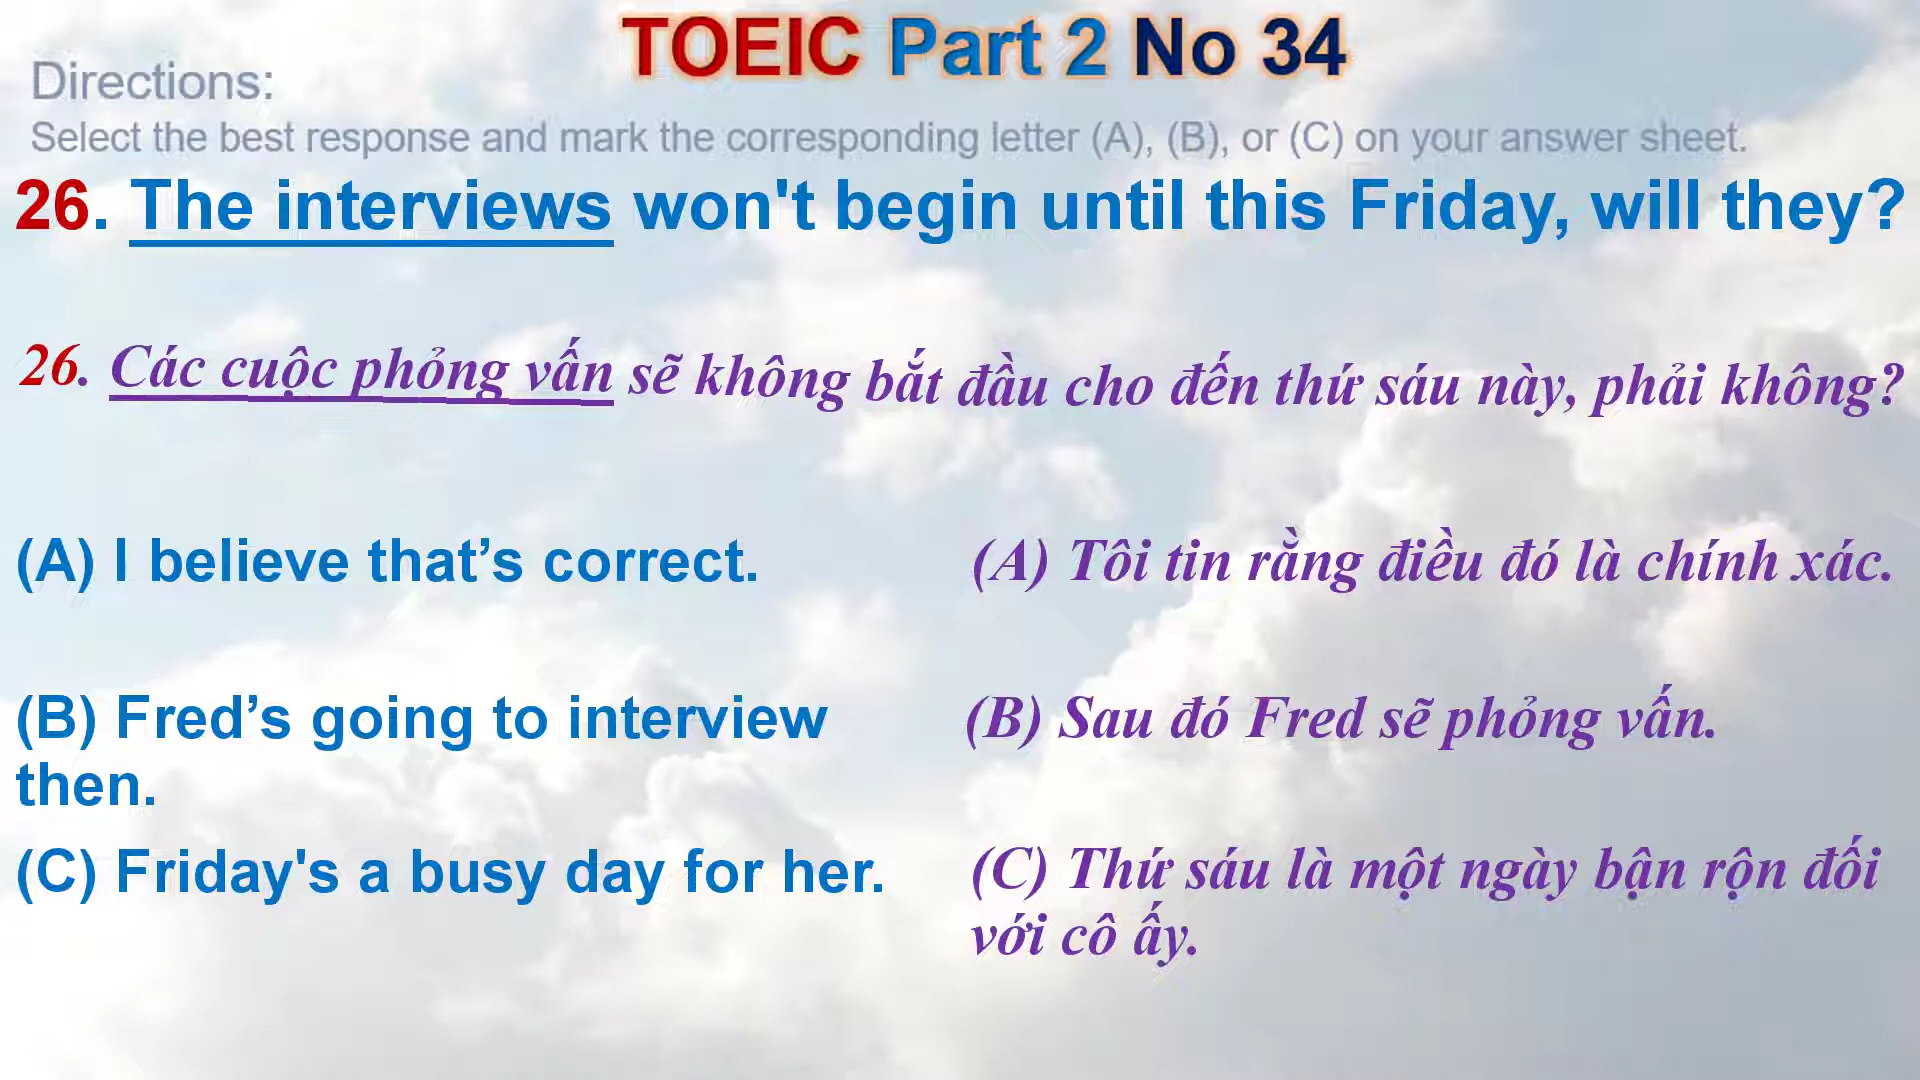 TOEIC Part 2 No 34
Directions:
Select the best response and mark the corresponding letter (A), (B), or (C) on your answer sheet.
26. The interviews won't begin until this Friday, will they?
26. Các cuộc phỏng vấn sẽ không bắt đầu cho đến thứ sáu này, phải không?
(A) I believe that’s correct.
(A) Tôi tin rằng điều đó là chính xác.
(B) Fred’s going to interview
then.
(B) Sau đó Fred sẽ phỏng vấn.
(C) Friday's a busy day for her.
(C) Thứ sáu là một ngày bận rộn đối
với cô ấy.